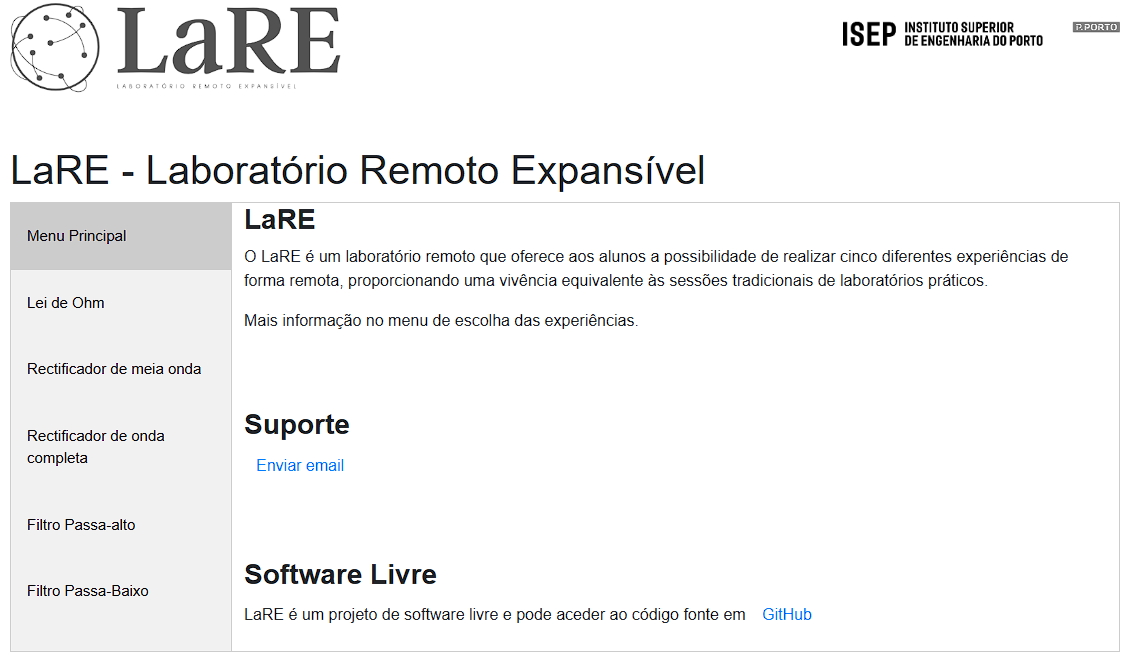 LaRE
LABORATÓRIO REMOTO EXPANSÍVEL
ISEP INSTITUTO SUPERIOR
DE ENGENHARIA DO PORTO
P.PORTO
LaRE - Laboratório Remoto Expansível
Menu Principal
Lei de Ohm
Rectificador de meia onda
Rectificador de onda
completa
Filtro Passa-alto
Filtro Passa-Baixo
LaRE
O LaRE é um laboratório remoto que oferece aos alunos a possibilidade de realizar cinco diferentes experiências de
forma remota, proporcionando uma vivência equivalente às sessões tradicionais de laboratórios práticos.
Mais informação no menu de escolha das experiências.
Suporte
Enviar email
Software Livre
LaRE é um projeto de software livre e pode aceder ao código fonte em GitHub